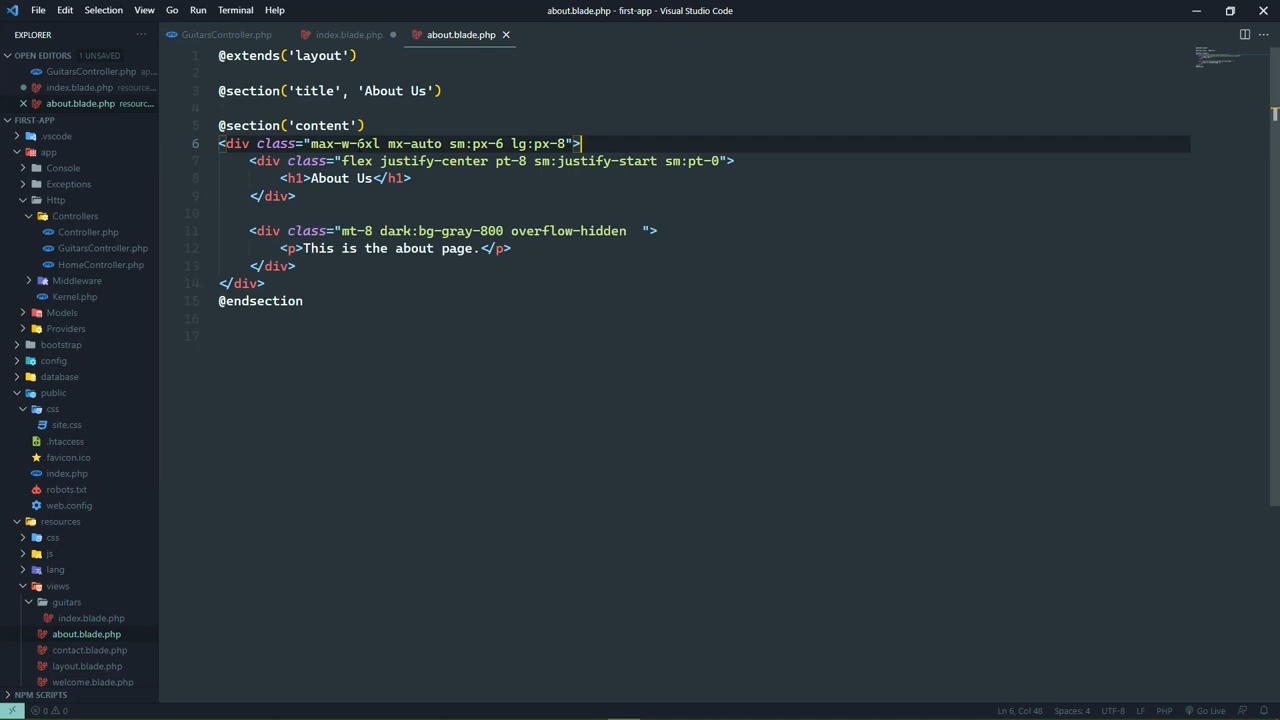 File Edit Selection View Go Run Terminal Help
about.blade.php - first-app - Visual Studio Code
EXPLORER
OPEN EDITORS 1 UNSAVED
GuitarsController.php ap...
index.blade.php resource...
about.blade.php resourc...
FIRST-APP
.vscode
app
Console
Exceptions
Http
Controllers
Controller.php
GuitarsController.php
HomeController.php
Middleware
Kernel.php
Models
Providers
bootstrap
config
database
public
css
site.css
.htaccess
favicon.ico
index.php
robots.txt
web.config
resources
css
js
lang
views
guitars
index.blade.php
about.blade.php
contact.blade.php
layout.blade.php
welcome.blade.php
NPM SCRIPTS
GuitarsController.php index.blade.php about.blade.php
1 @extends('layout')
2
3 @section('title', 'About Us')
4
5 @section('content')
6 <div class="max-w-6xl mx-auto sm:px-6 lg:px-8">
7     <div class="flex justify-center pt-8 sm:justify-start sm:pt-0">
8         <h1>About Us</h1>
9     </div>
10
11     <div class="mt-8 dark:bg-gray-800 overflow-hidden  ">
12         <p>This is the about page.</p>
13     </div>
14 </div>
15 @endsection
16
17
0 0
Ln 6, Col 48 Spaces: 4 UTF-8 LF PHP Go Live